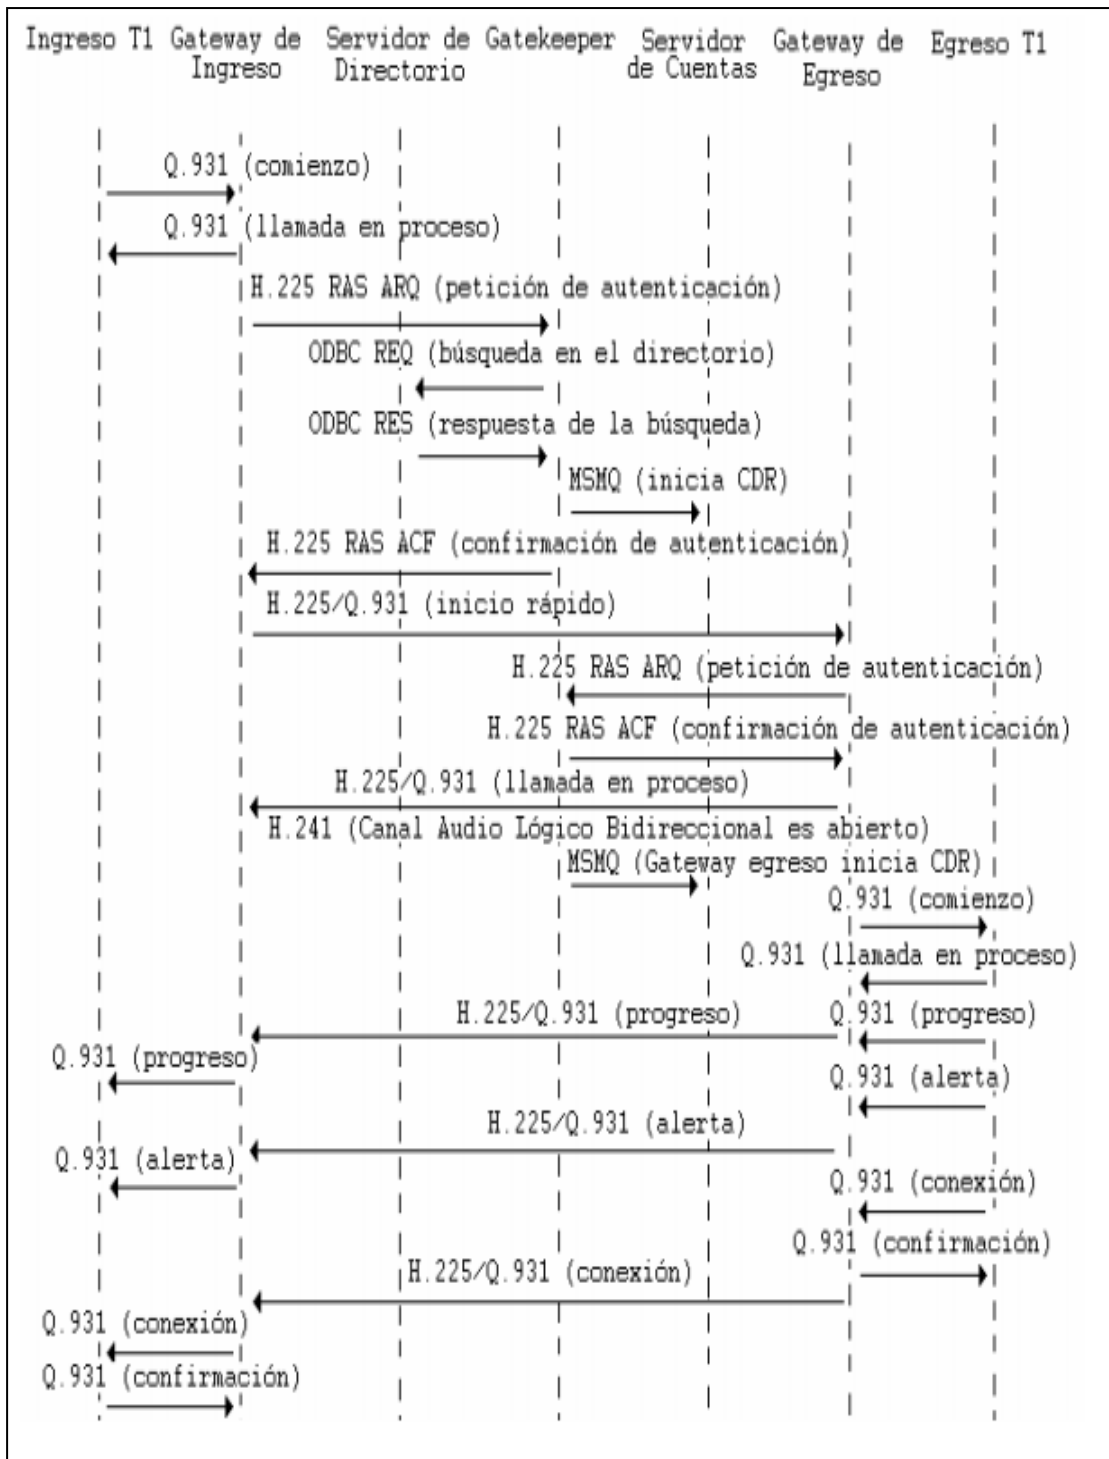 Ingreso T1 Gateway de Ingreso Servidor de Directorio Gatekeeper Servidor de Cuentas Gateway de Egreso Egreso T1
Q.931 (comienzo)
Q.931 (llamada en proceso)
H.225 RAS ARQ (petición de autenticación)
ODBC REQ (búsqueda en el directorio)
ODBC RES (respuesta de la búsqueda)
MSMQ (inicia CDR)
H.225 RAS ACF (confirmación de autenticación)
H.225/Q.931 (inicio rápido)
H.225 RAS ARQ (petición de autenticación)
H.225 RAS ACF (confirmación de autenticación)
H.225/Q.931 (llamada en proceso)
H.241 (Canal Audio Lógico Bidireccional es abierto)
MSMQ (Gateway egreso inicia CDR)
Q.931 (comienzo)
Q.931 (llamada en proceso)
H.225/Q.931 (progreso) Q.931 (progreso)
Q.931 (progreso)
Q.931 (alerta)
H.225/Q.931 (alerta)
Q.931 (alerta)
Q.931 (conexión)
Q.931 (confirmación)
H.225/Q.931 (conexión)
Q.931 (conexión)
Q.931 (confirmación)